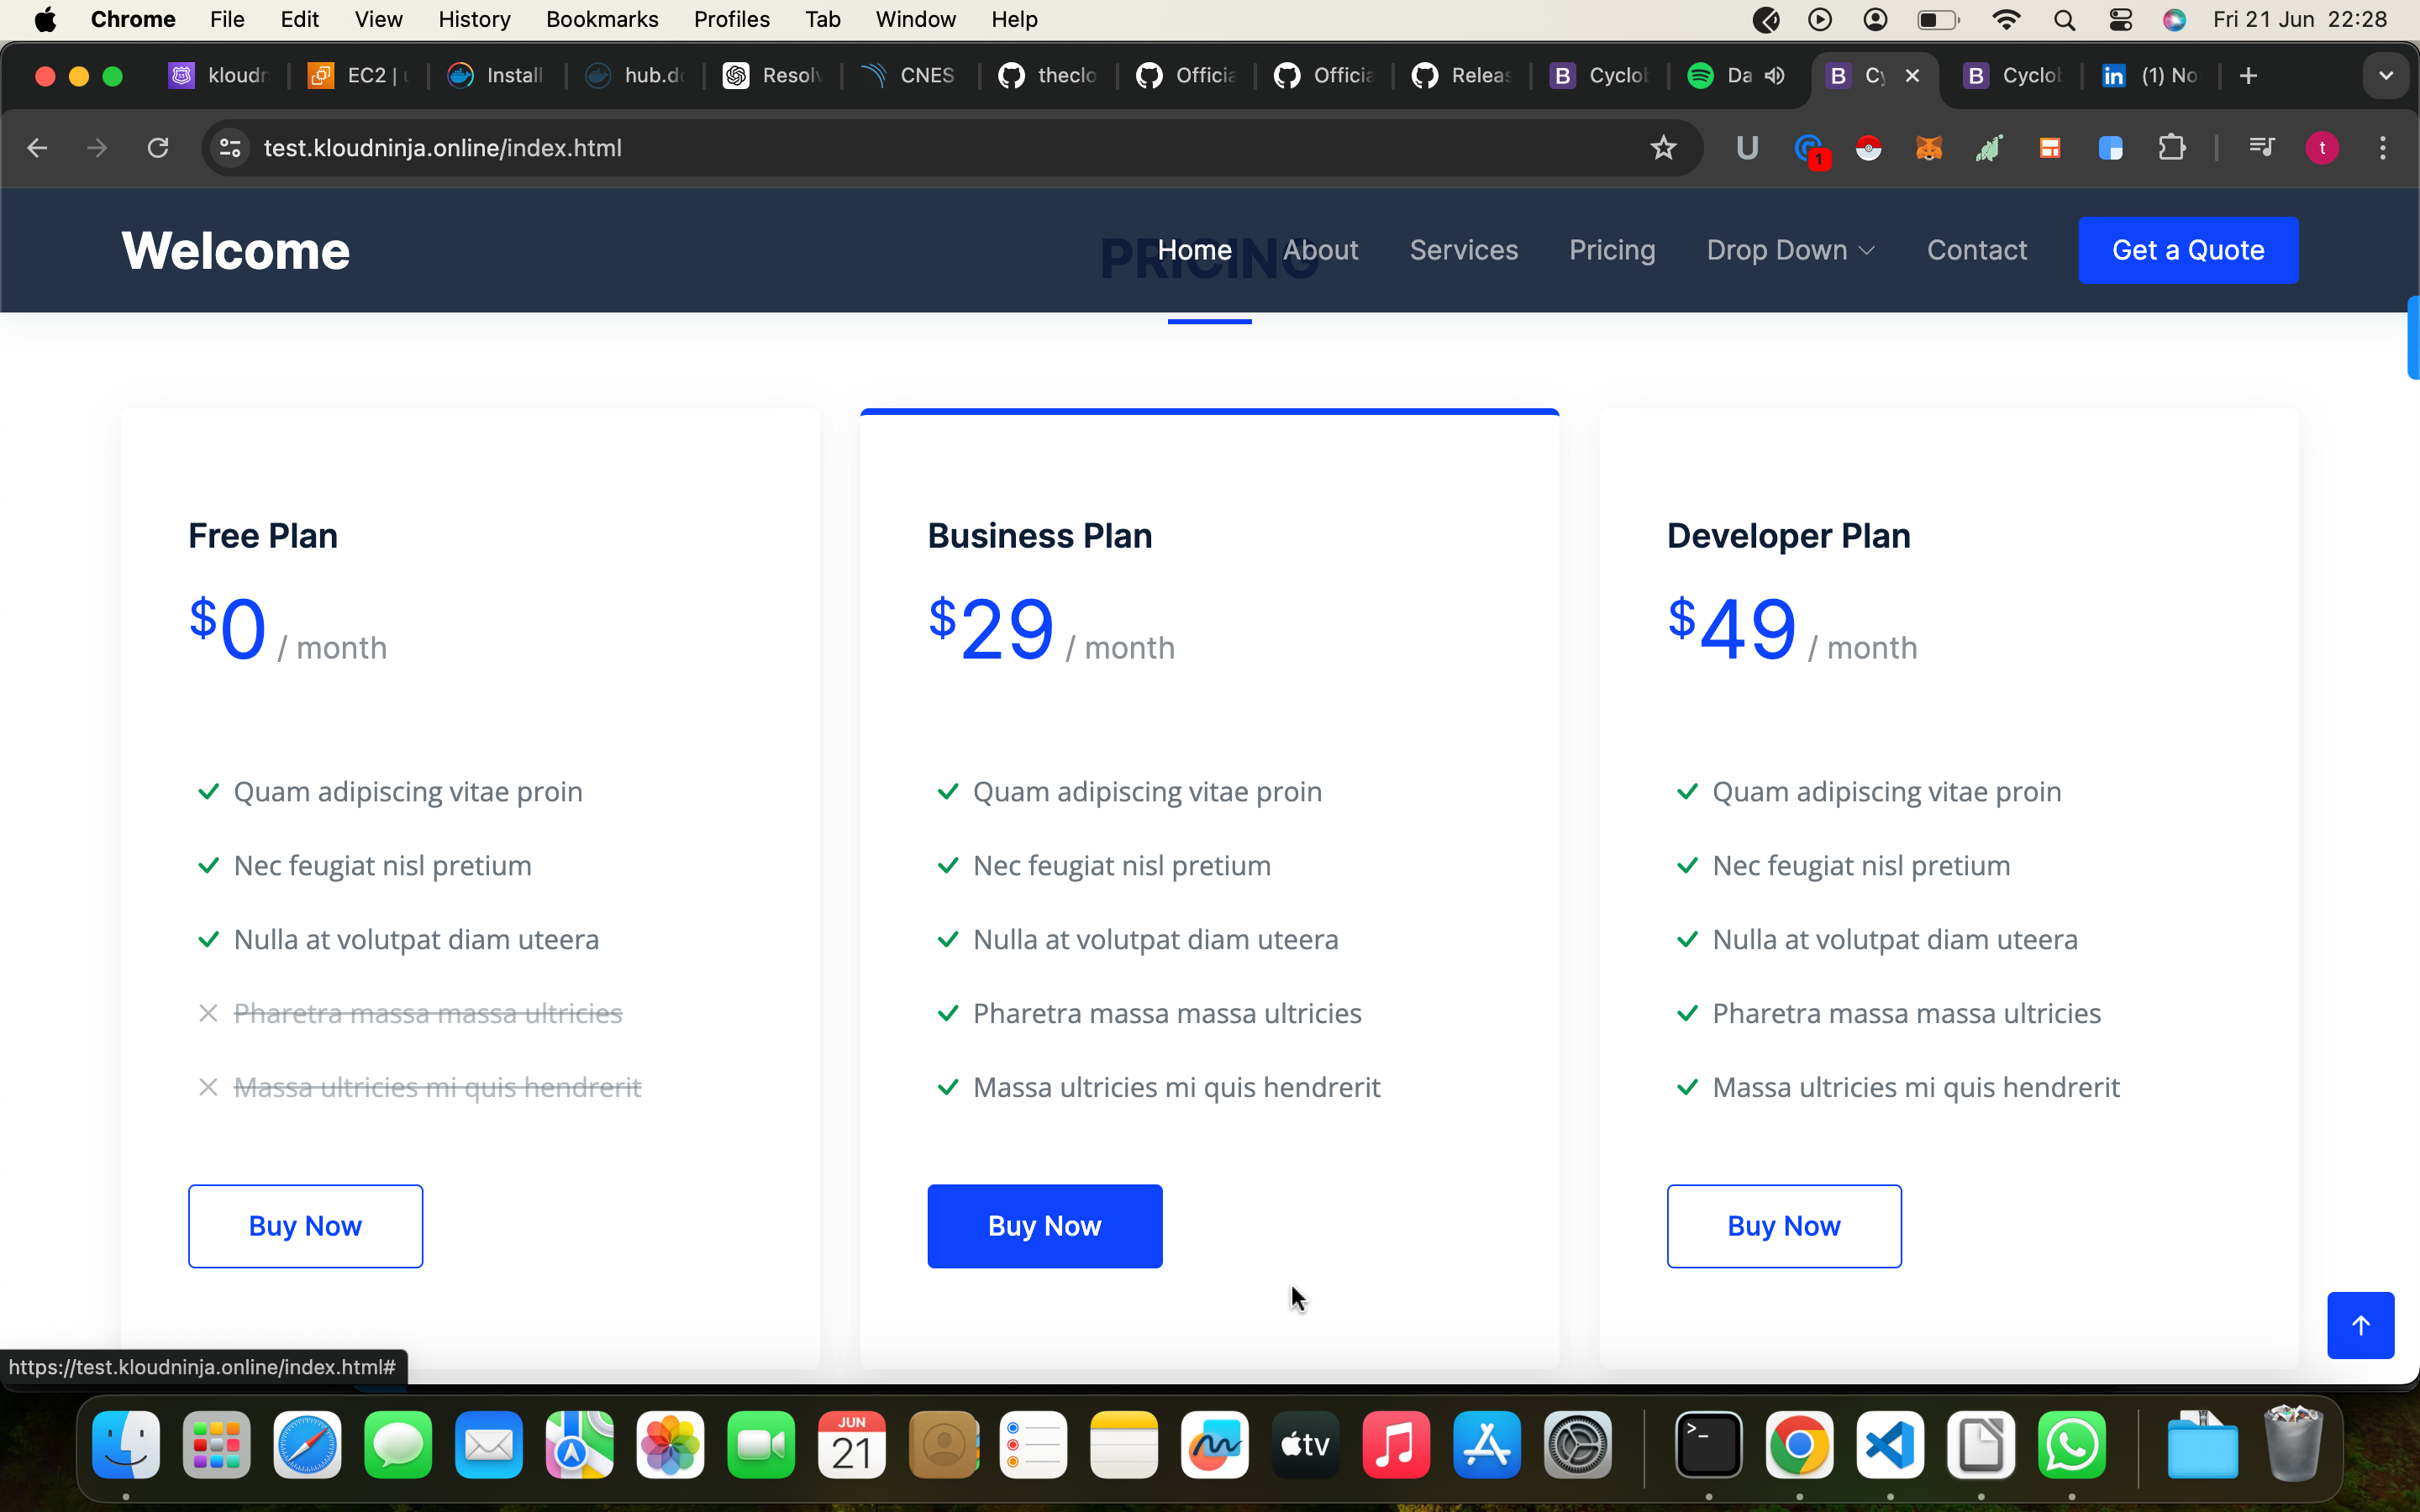 Chrome File Edit View History Bookmarks Profiles Tab Window Help Fri 21 Jun 22:28
kloudn EC2 | Install hub.d Resol CNES theclo Officia Officia Releas Cyclob Da Cy Cyclob (1) No
test.kloudninja.online/index.html 1 t
Welcome Home About Services Pricing Drop Down Contact Get a Quote
PRICING
Free Plan
$0 / month
Quam adipiscing vitae proin
Nec feugiat nisl pretium
Nulla at volutpat diam uteera
Pharetra massa massa ultricies
Massa ultricies mi quis hendrerit
Buy Now
Business Plan
$29 / month
Quam adipiscing vitae proin
Nec feugiat nisl pretium
Nulla at volutpat diam uteera
Pharetra massa massa ultricies
Massa ultricies mi quis hendrerit
Buy Now
Developer Plan
$49 / month
Quam adipiscing vitae proin
Nec feugiat nisl pretium
Nulla at volutpat diam uteera
Pharetra massa massa ultricies
Massa ultricies mi quis hendrerit
Buy Now
https://test.kloudninja.online/index.html#
JUN
21
tv